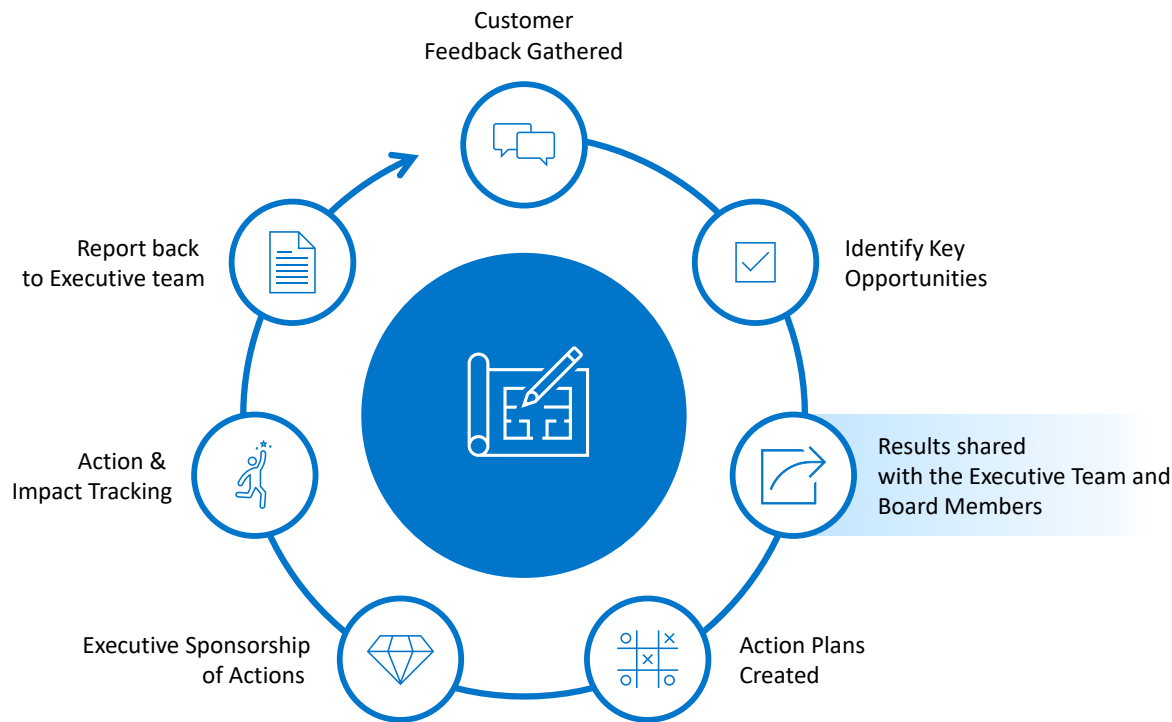 Customer
Feedback Gathered
Identify Key
Opportunities
Results shared
with the Executive Team and
Board Members
Action Plans
Created
Executive Sponsorship
of Actions
Action &
Impact Tracking
Report back
to Executive team